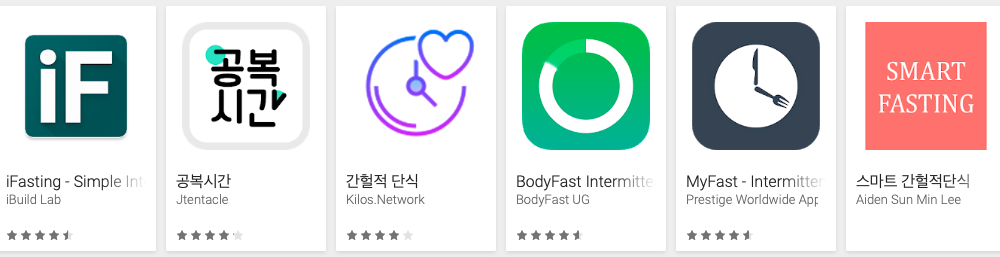 iF
공복
시간
SMART
FASTING
iFasting - Simple Int
iBuild Lab
공복시간
Jtentacle
간헐적 단식
Kilos.Network
BodyFast Intermitte
BodyFast UG
MyFast - Intermitter
Prestige Worldwide App
스마트 간헐적단식
Aiden Sun Min Lee